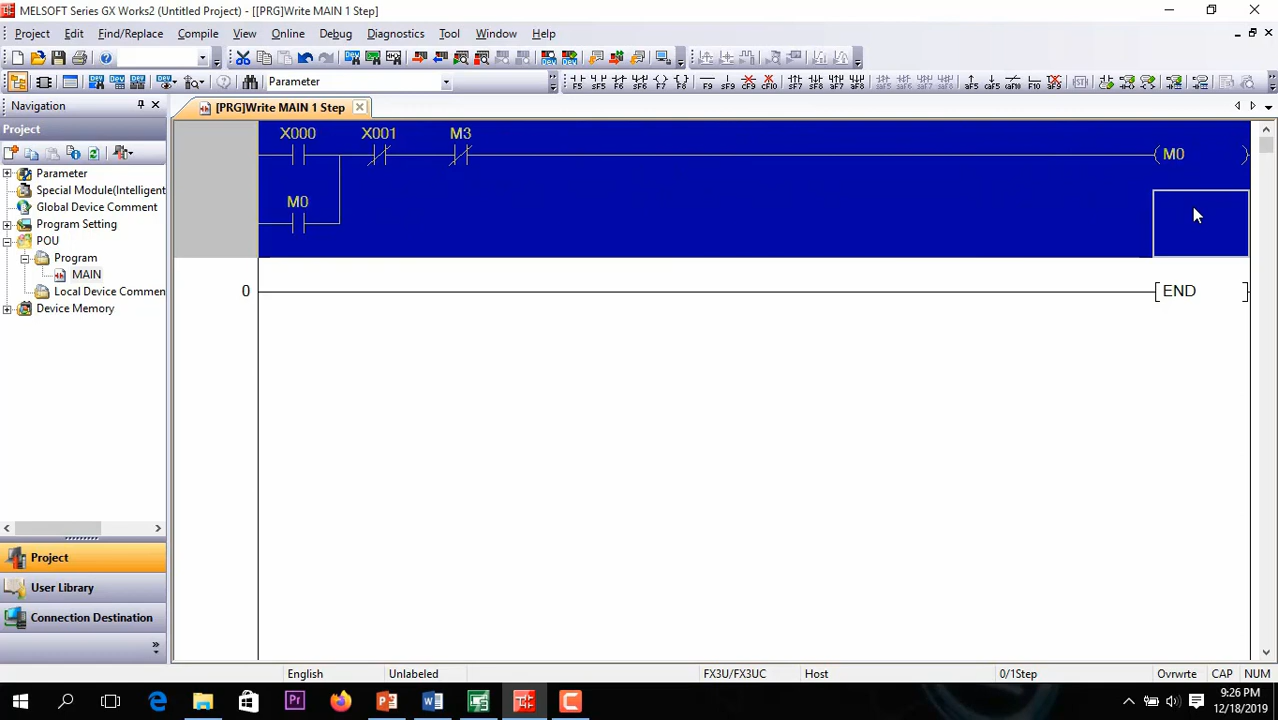 MELSOFT Series GX Works2 (Untitled Project) - [[PRG]Write MAIN 1 Step]
Project Edit Find/Replace Compile View Online Debug Diagnostics Tool Window Help
Parameter
Navigation
[PRG]Write MAIN 1 Step
Project
Parameter
Special Module(Intelligent
Global Device Comment
Program Setting
POU
Program
MAIN
Local Device Commen
Device Memory
X000 X001 M3
M0
M0
0 END
Project
User Library
Connection Destination
English Unlabeled FX3U/FX3UC Host 0/1Step Ovrwrte CAP NUM
9:26 PM
12/18/2019